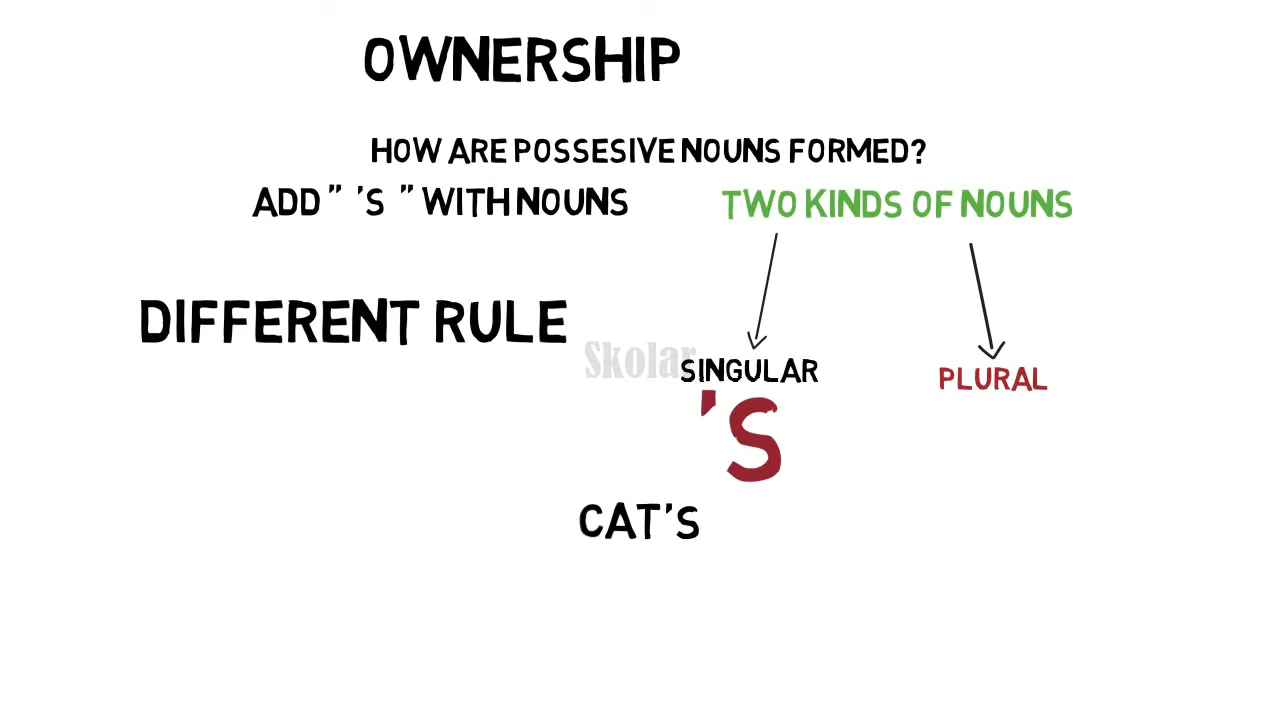 OWNERSHIP
HOW ARE POSSESIVE NOUNS FORMED?
ADD " 'S " WITH NOUNS
TWO KINDS OF NOUNS
DIFFERENT RULE
Skolar
SINGULAR
PLURAL
'S
CAT'S